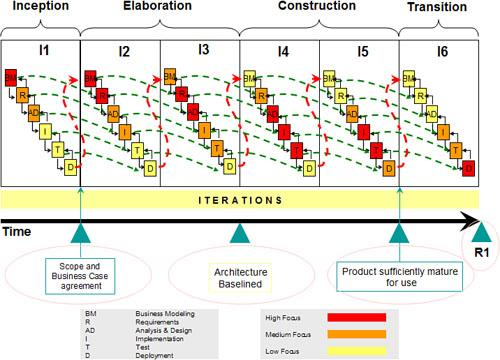 Inception Elaboration Construction Transition
I1 I2 I3 I4 I5 I6
BM BM BM BM BM BM
R R R R R R
AD AD AD AD AD AD
I I I I I I
T T T T T T
D D D D D D
ITERATIONS
Time
R1
Scope and
Business Case
agreement
Architecture
Baselined
Product sufficiently mature
for use
BM Business Modeling
R Requirements
AD Analysis & Design
I Implementation
T Test
D Deployment
High Focus
Medium Focus
Low Focus